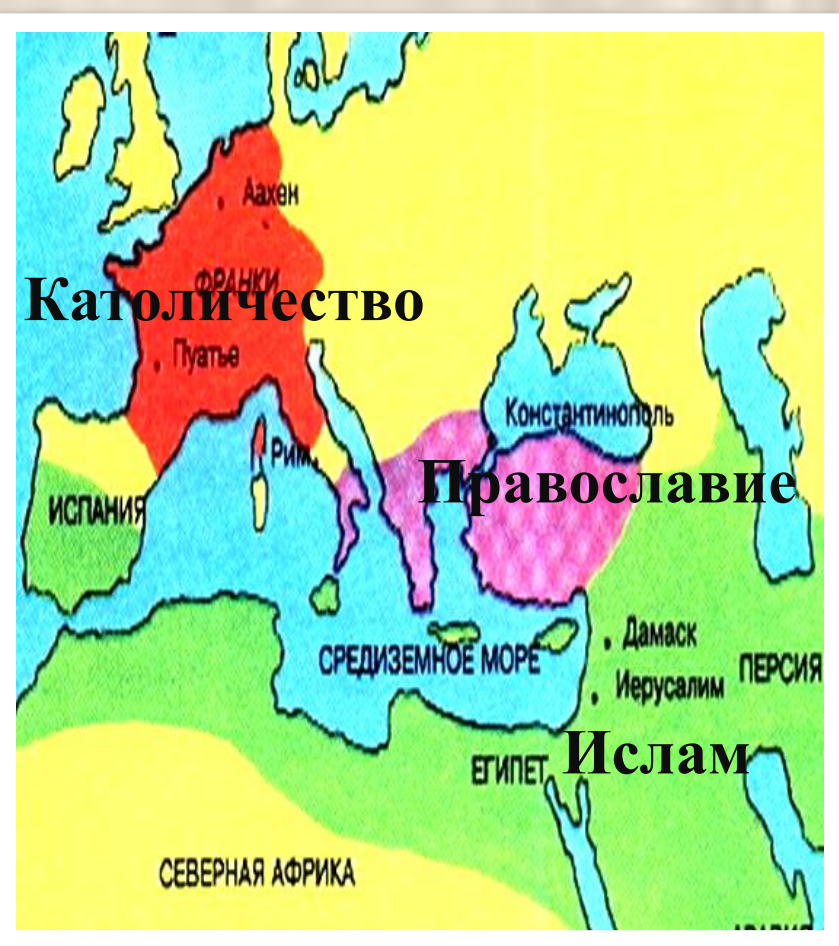 Аахен
ФРАНКИ
Католичество
Пуатье
Константинополь
Рим
Православие
ИСПАНИЯ
Дамаск
СРЕДИЗЕМНОЕ МОРЕ
ПЕРСИЯ
Иерусалим
Ислам
ЕГИПЕТ
СЕВЕРНАЯ АФРИКА